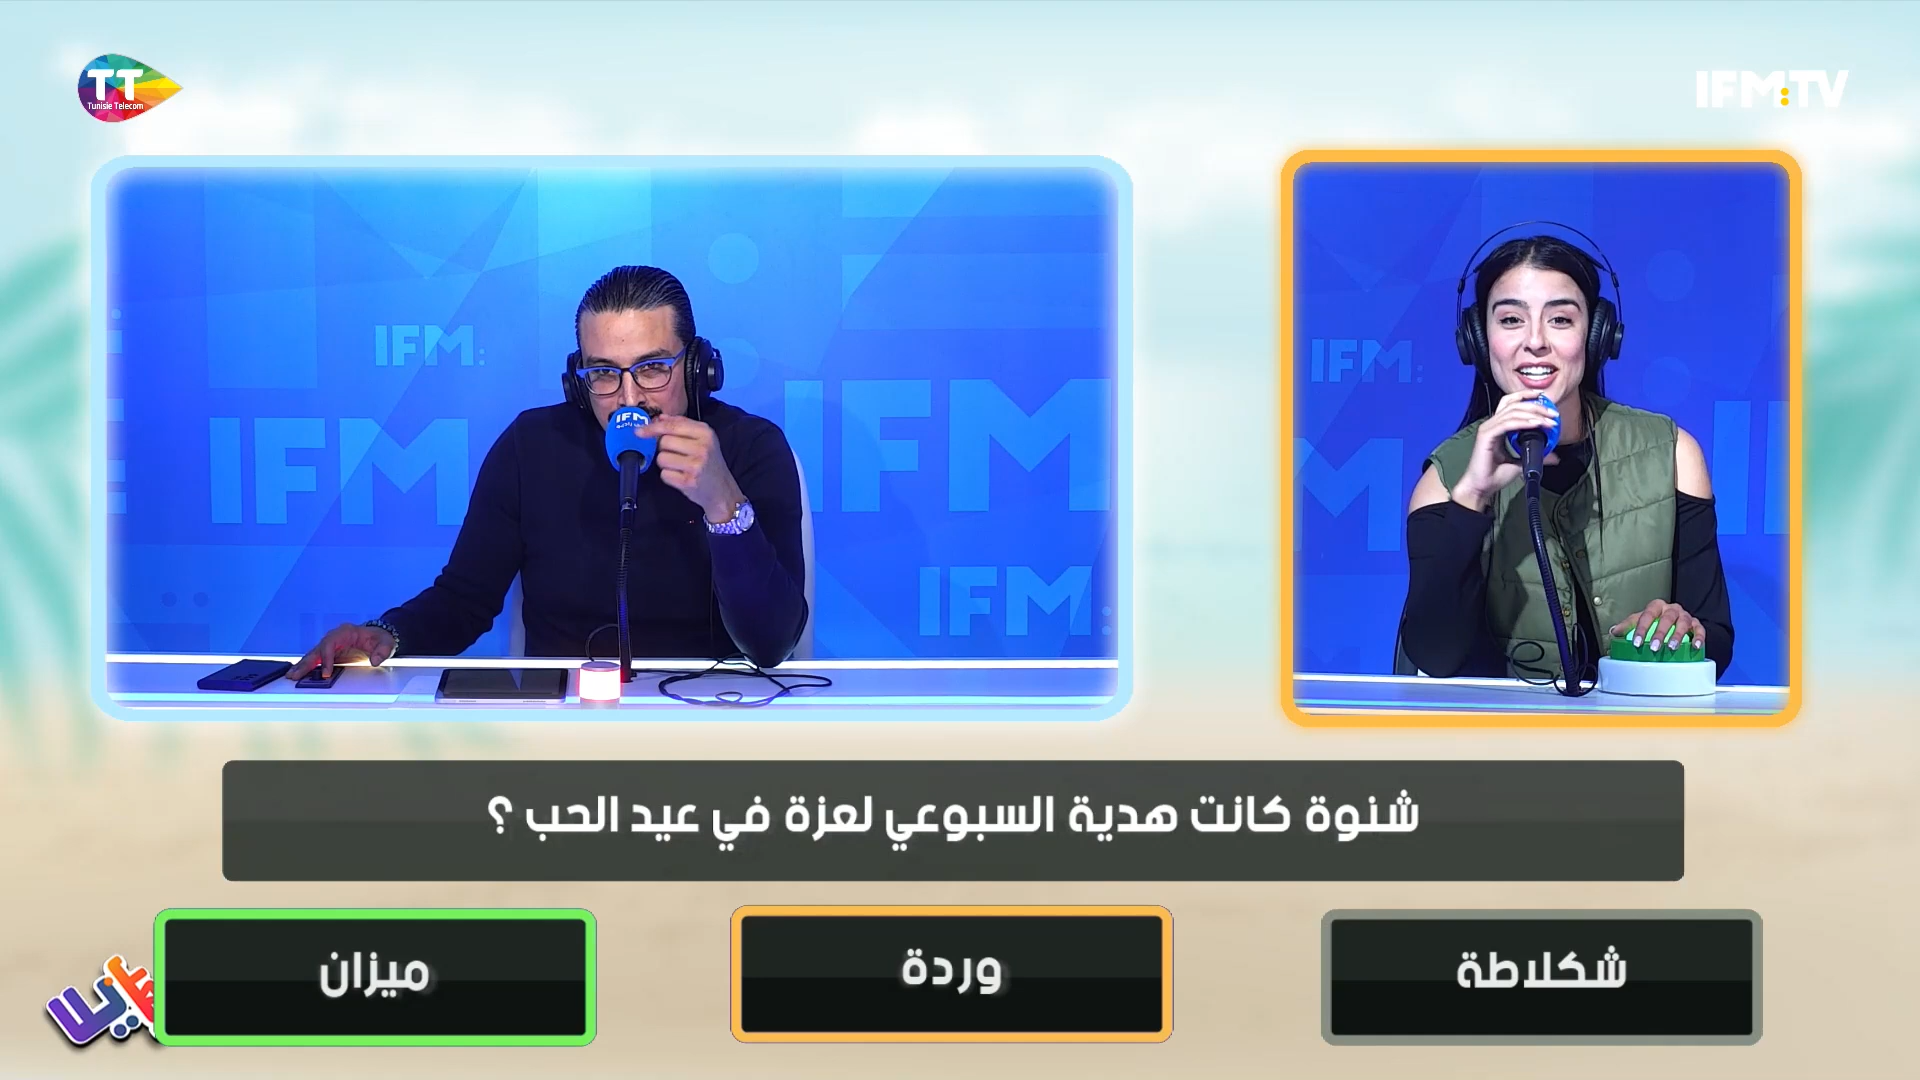 TT
Tunisie Telecom
IFM:TV
IFM:
IFM
IFM
IFM:
IFM
IFM:
شنوة كانت هدية السبوعي لعزة في عيد الحب ؟
شكلاطة
وردة
ميزان